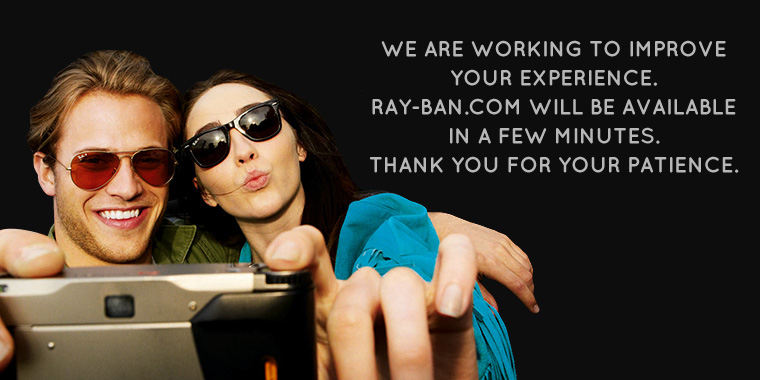 WE ARE WORKING TO IMPROVE
YOUR EXPERIENCE.
RAY-BAN.COM WILL BE AVAILABLE
IN A FEW MINUTES.
THANK YOU FOR YOUR PATIENCE.